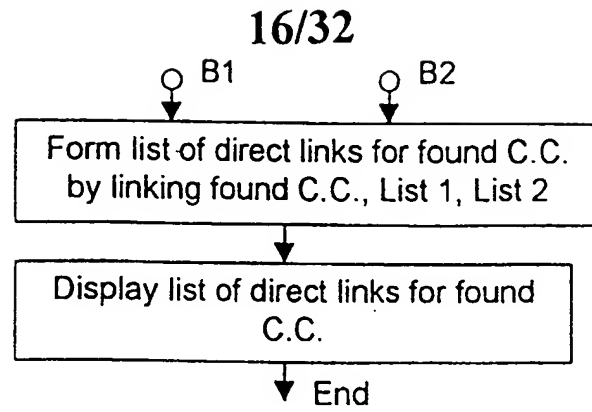 16/32
B1 B2
Form list of direct links for found C.C.
by linking found C.C., List 1, List 2
Display list of direct links for found
C.C.
End